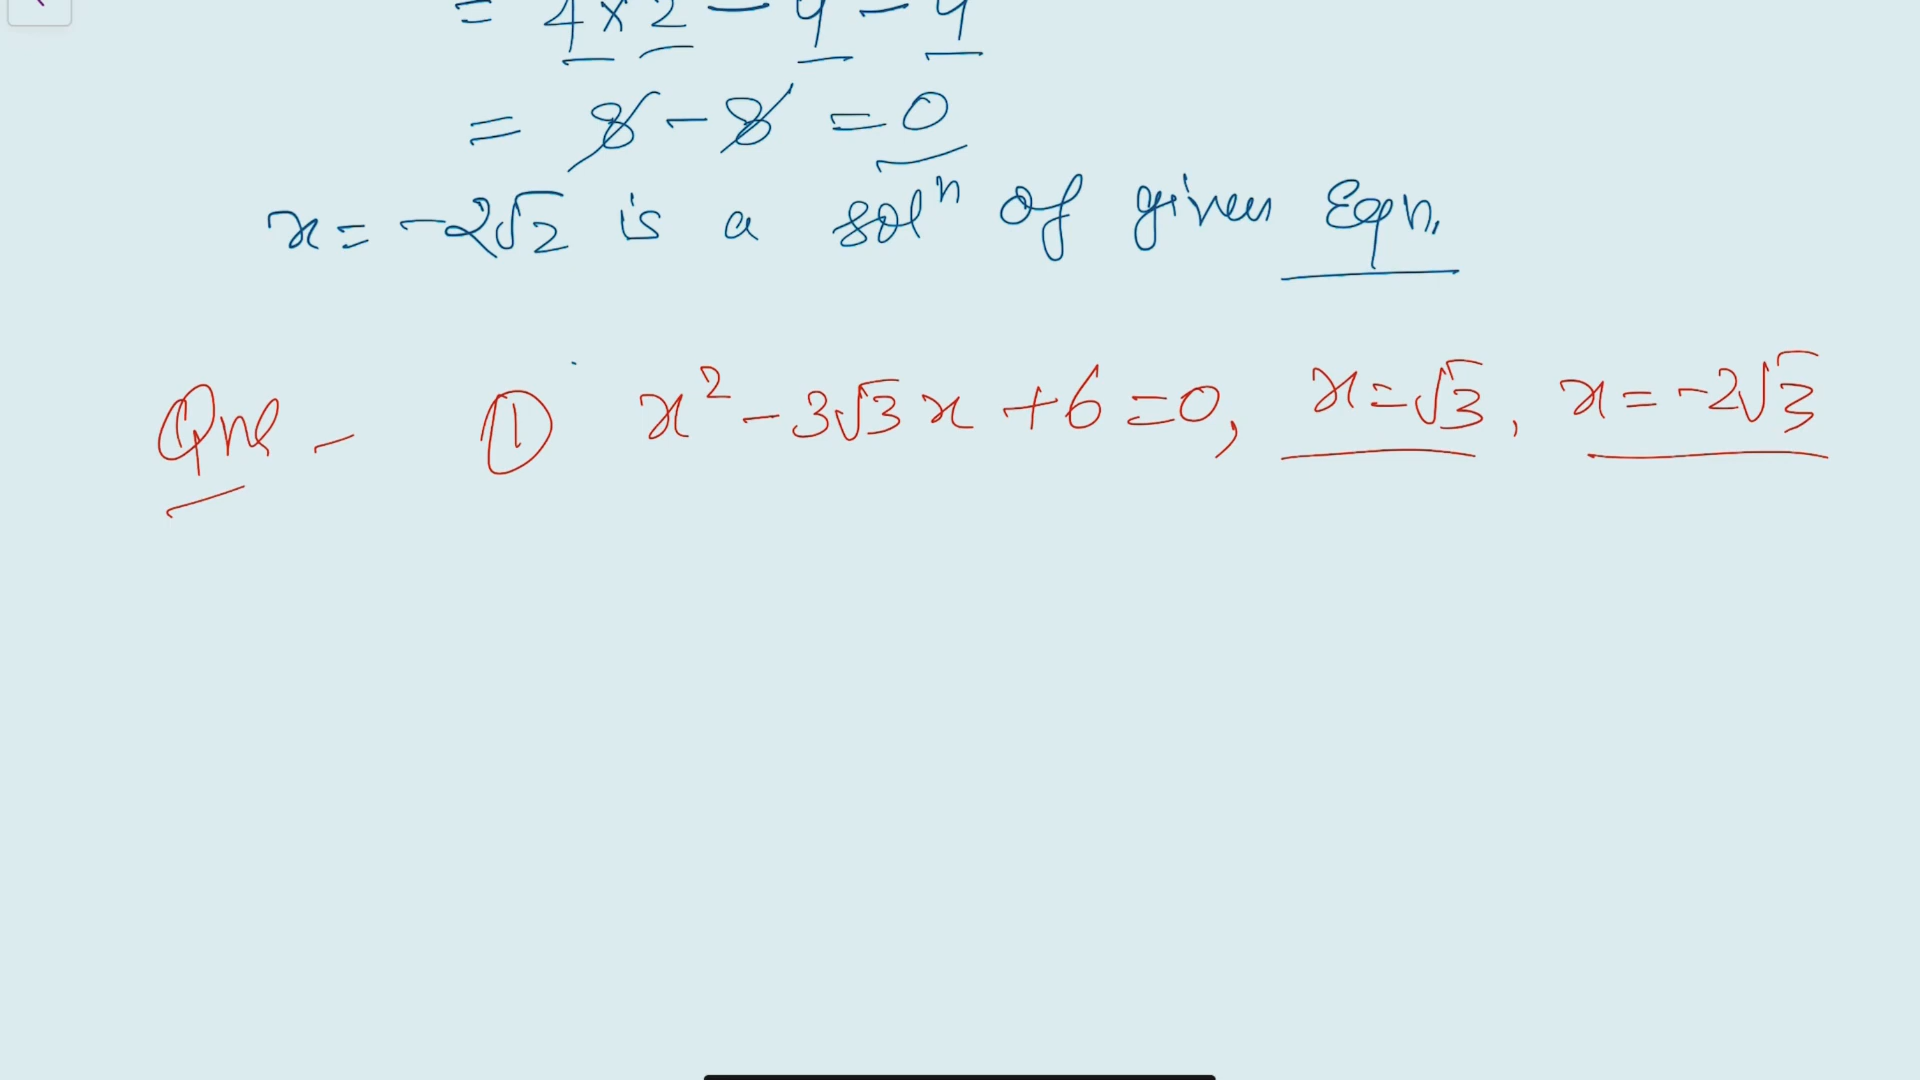 = 4×2 - 4 - 4
= 8 - 8 = 0
x = -2√2 is a solⁿ of given Eqn.
Que - ① x² - 3√3x + 6 = 0, x = √3, x = -2√3